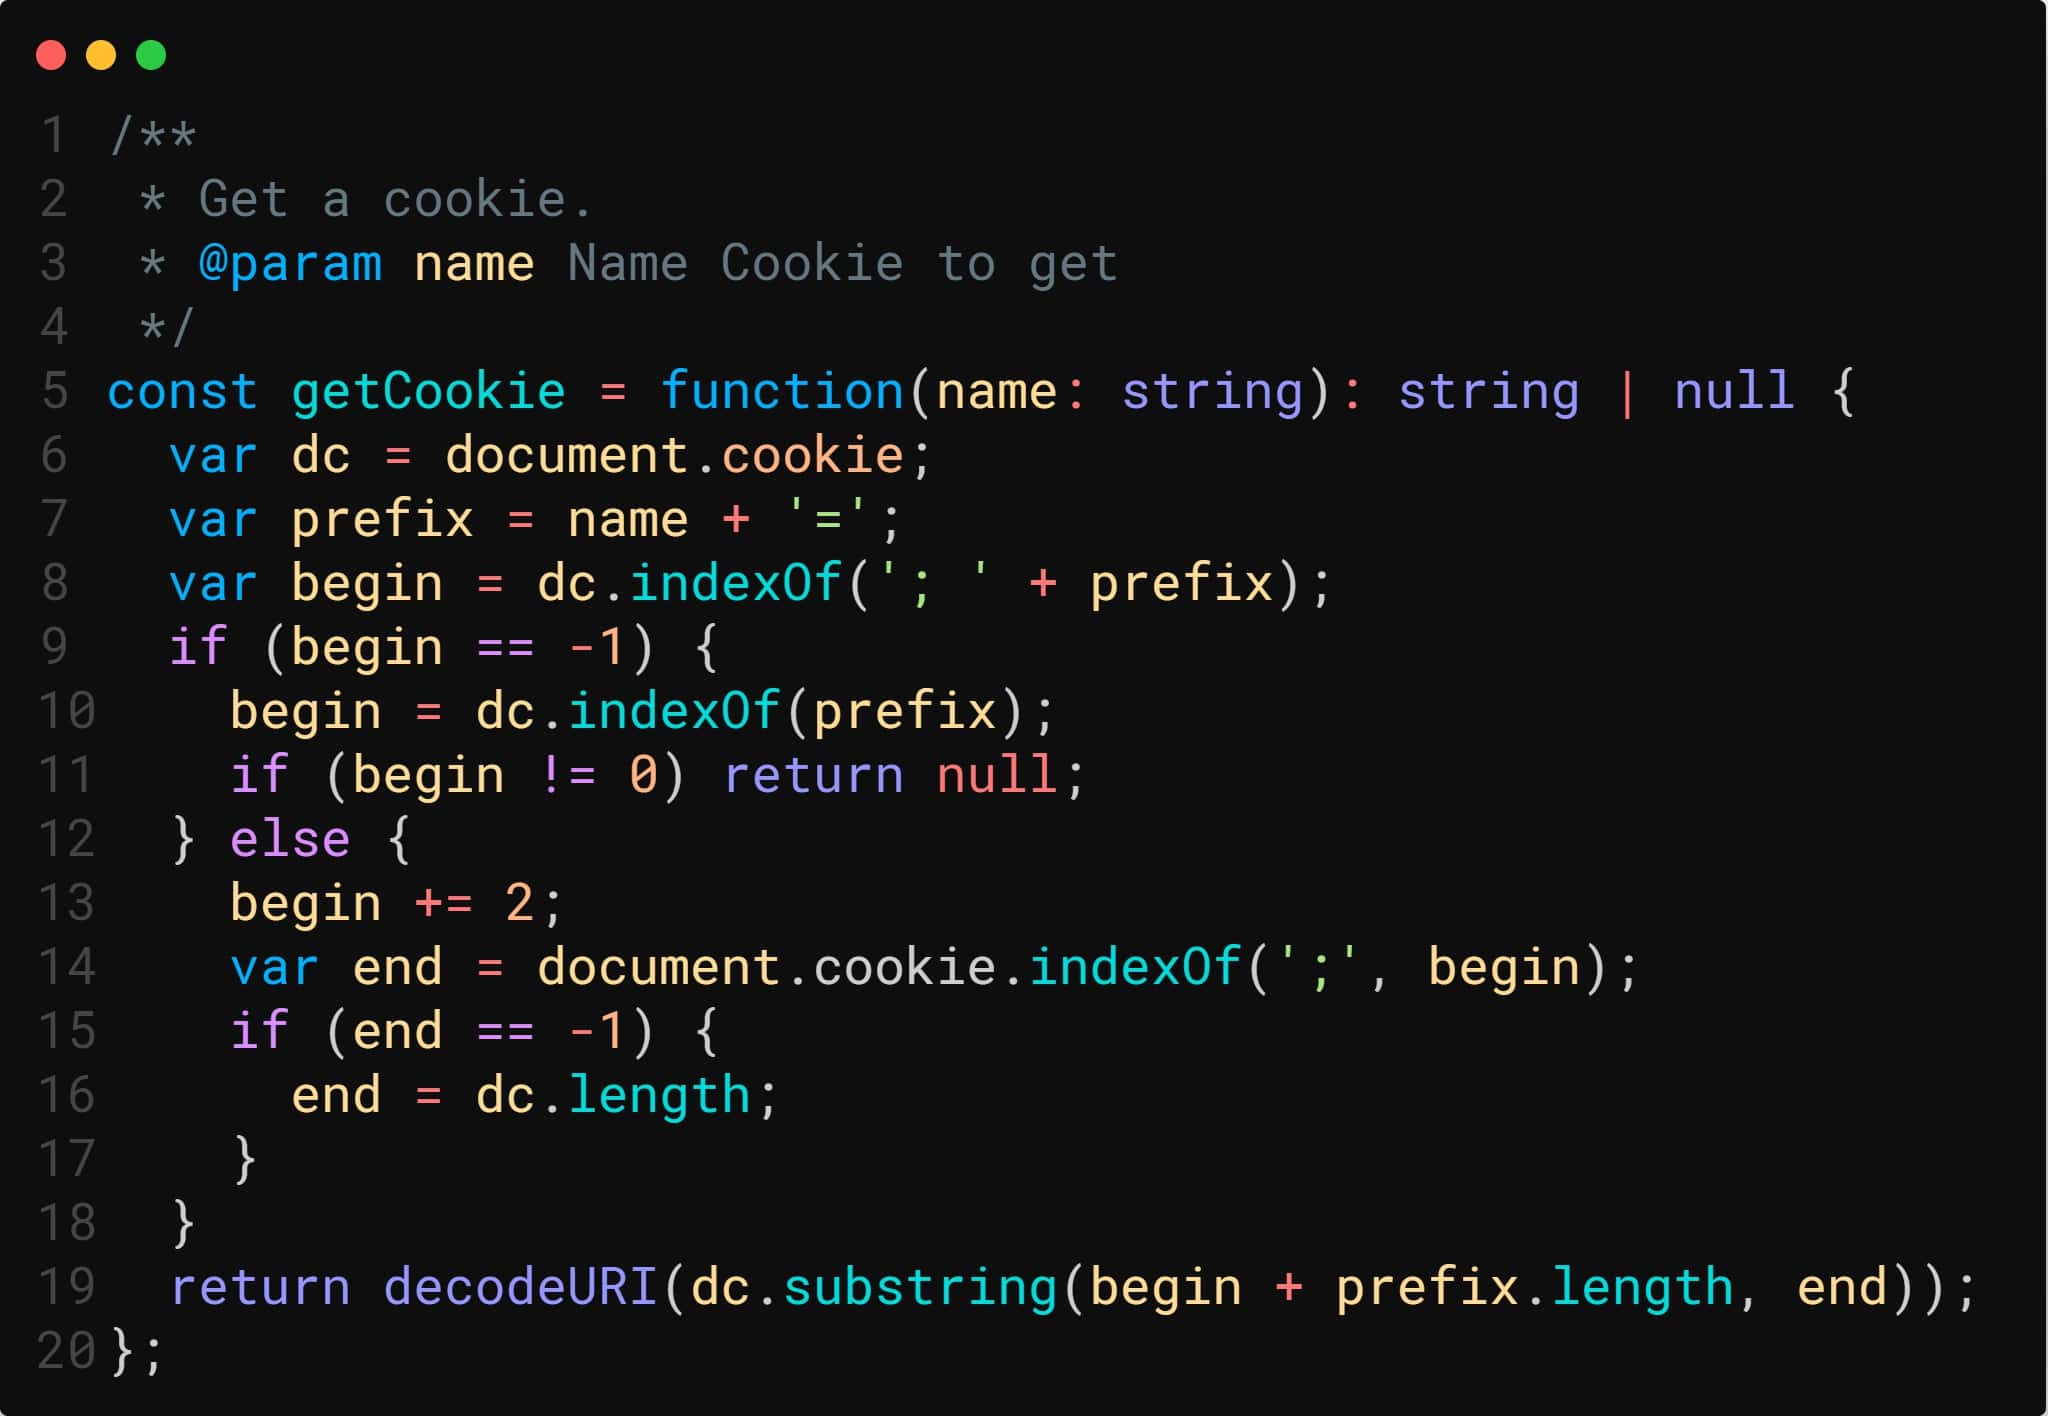 1 /**
2  * Get a cookie.
3  * @param name Name Cookie to get
4  */
5 const getCookie = function(name: string): string | null {
6   var dc = document.cookie;
7   var prefix = name + '=';
8   var begin = dc.indexOf('; ' + prefix);
9   if (begin == -1) {
10     begin = dc.indexOf(prefix);
11     if (begin != 0) return null;
12   } else {
13     begin += 2;
14     var end = document.cookie.indexOf(';', begin);
15     if (end == -1) {
16       end = dc.length;
17     }
18   }
19   return decodeURI(dc.substring(begin + prefix.length, end));
20 };